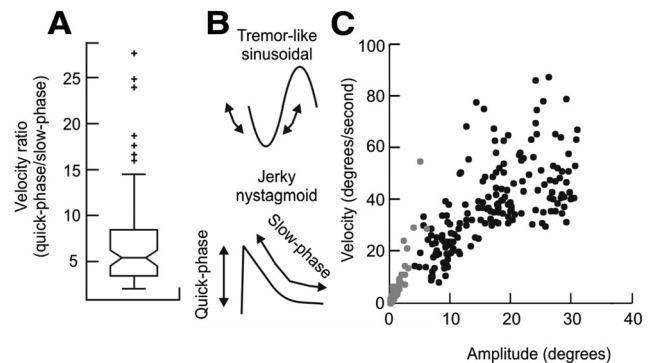 A
Velocity ratio
(quick-phase/slow-phase)
25
20
15
10
5
B
Tremor-like
sinusoidal
Jerky
nystagmoid
Quick-phase
Slow-phase
C
Velocity (degrees/second)
100
80
60
40
20
0
0 10 20 30 40
Amplitude (degrees)